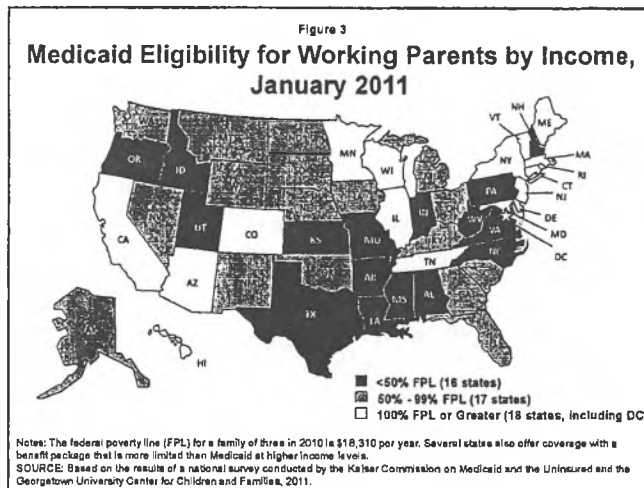 Figure 3
Medicaid Eligibility for Working Parents by Income,
January 2011
NH
VT
ME
WA
MN
OR
ID
WI
NY
MA
RI
CT
NJ
PA
IL
IN
UT
CO
KS
MO
WV
VA
DE
MD
DC
CA
NC
TN
AZ
AR
MS
AL
TX
LA
AK
HI
<50% FPL (16 states)
50% - 99% FPL (17 states)
100% FPL or Greater (18 states, including DC
Notes: The federal poverty line (FPL) for a family of three in 2010 is $18,310 per year. Several states also offer coverage with a
benefit package that is more limited than Medicaid at higher income levels.
SOURCE: Based on the results of a national survey conducted by the Kaiser Commission on Medicaid and the Uninsured and the
Georgetown University Center for Children and Families, 2011.